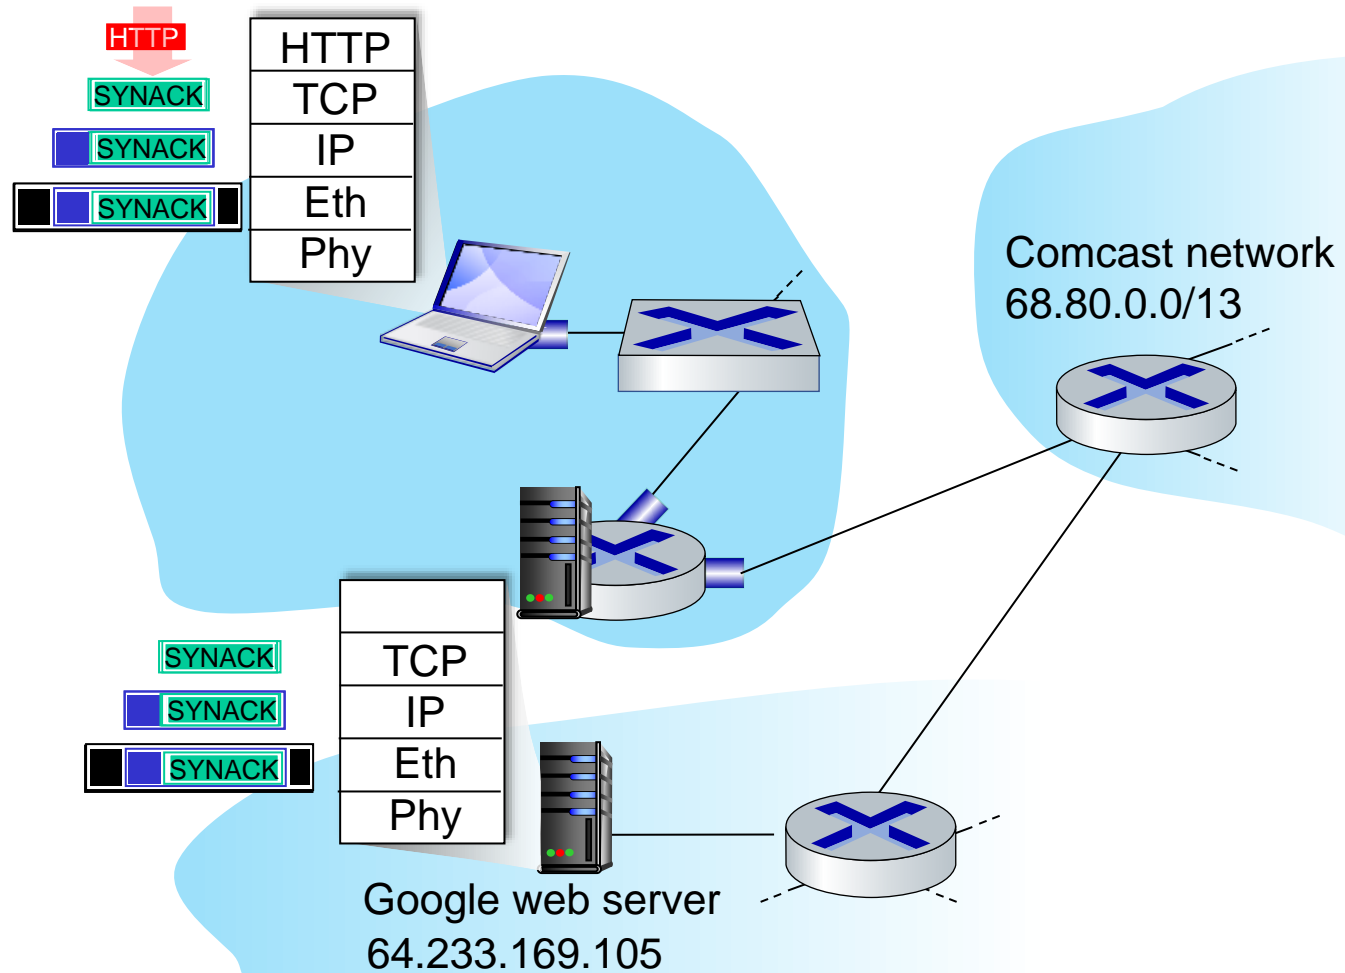 HTTP
SYNACK
SYNACK
SYNACK
HTTP
TCP
IP
Eth
Phy
Comcast network
68.80.0.0/13
SYNACK
SYNACK
SYNACK
TCP
IP
Eth
Phy
Google web server
64.233.169.105